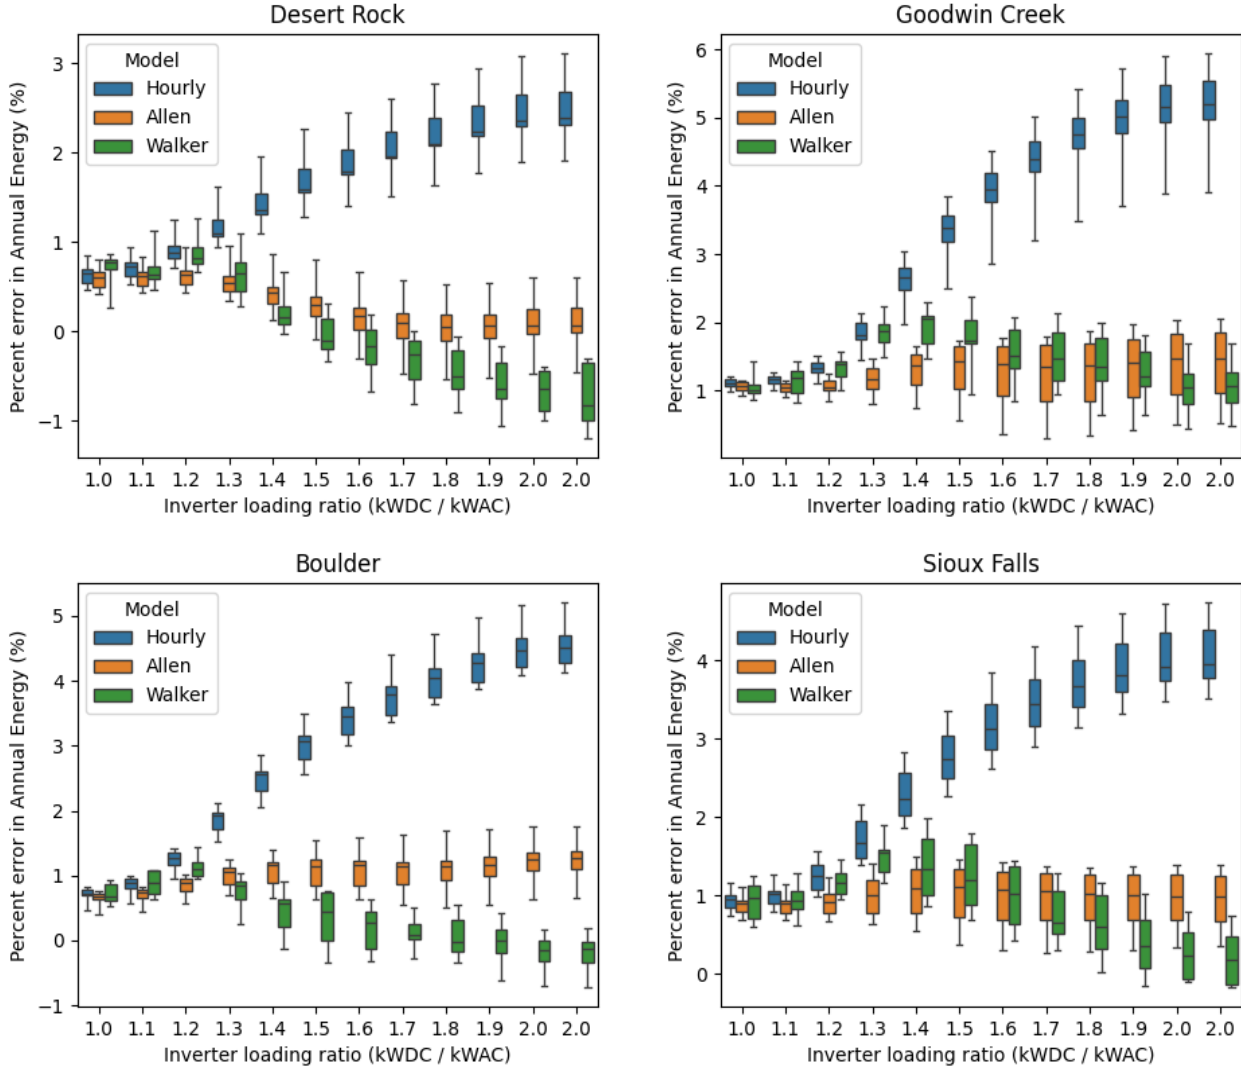 Desert Rock
Percent error in Annual Energy (%)
Model
Hourly
Allen
Walker
3
2
1
0
−1
1.0 1.1 1.2 1.3 1.4 1.5 1.6 1.7 1.8 1.9 2.0 2.0
Inverter loading ratio (kWDC / kWAC)
Goodwin Creek
Percent error in Annual Energy (%)
Model
Hourly
Allen
Walker
6
5
4
3
2
1
1.0 1.1 1.2 1.3 1.4 1.5 1.6 1.7 1.8 1.9 2.0 2.0
Inverter loading ratio (kWDC / kWAC)
Boulder
Percent error in Annual Energy (%)
Model
Hourly
Allen
Walker
5
4
3
2
1
0
−1
1.0 1.1 1.2 1.3 1.4 1.5 1.6 1.7 1.8 1.9 2.0 2.0
Inverter loading ratio (kWDC / kWAC)
Sioux Falls
Percent error in Annual Energy (%)
Model
Hourly
Allen
Walker
4
3
2
1
0
1.0 1.1 1.2 1.3 1.4 1.5 1.6 1.7 1.8 1.9 2.0 2.0
Inverter loading ratio (kWDC / kWAC)